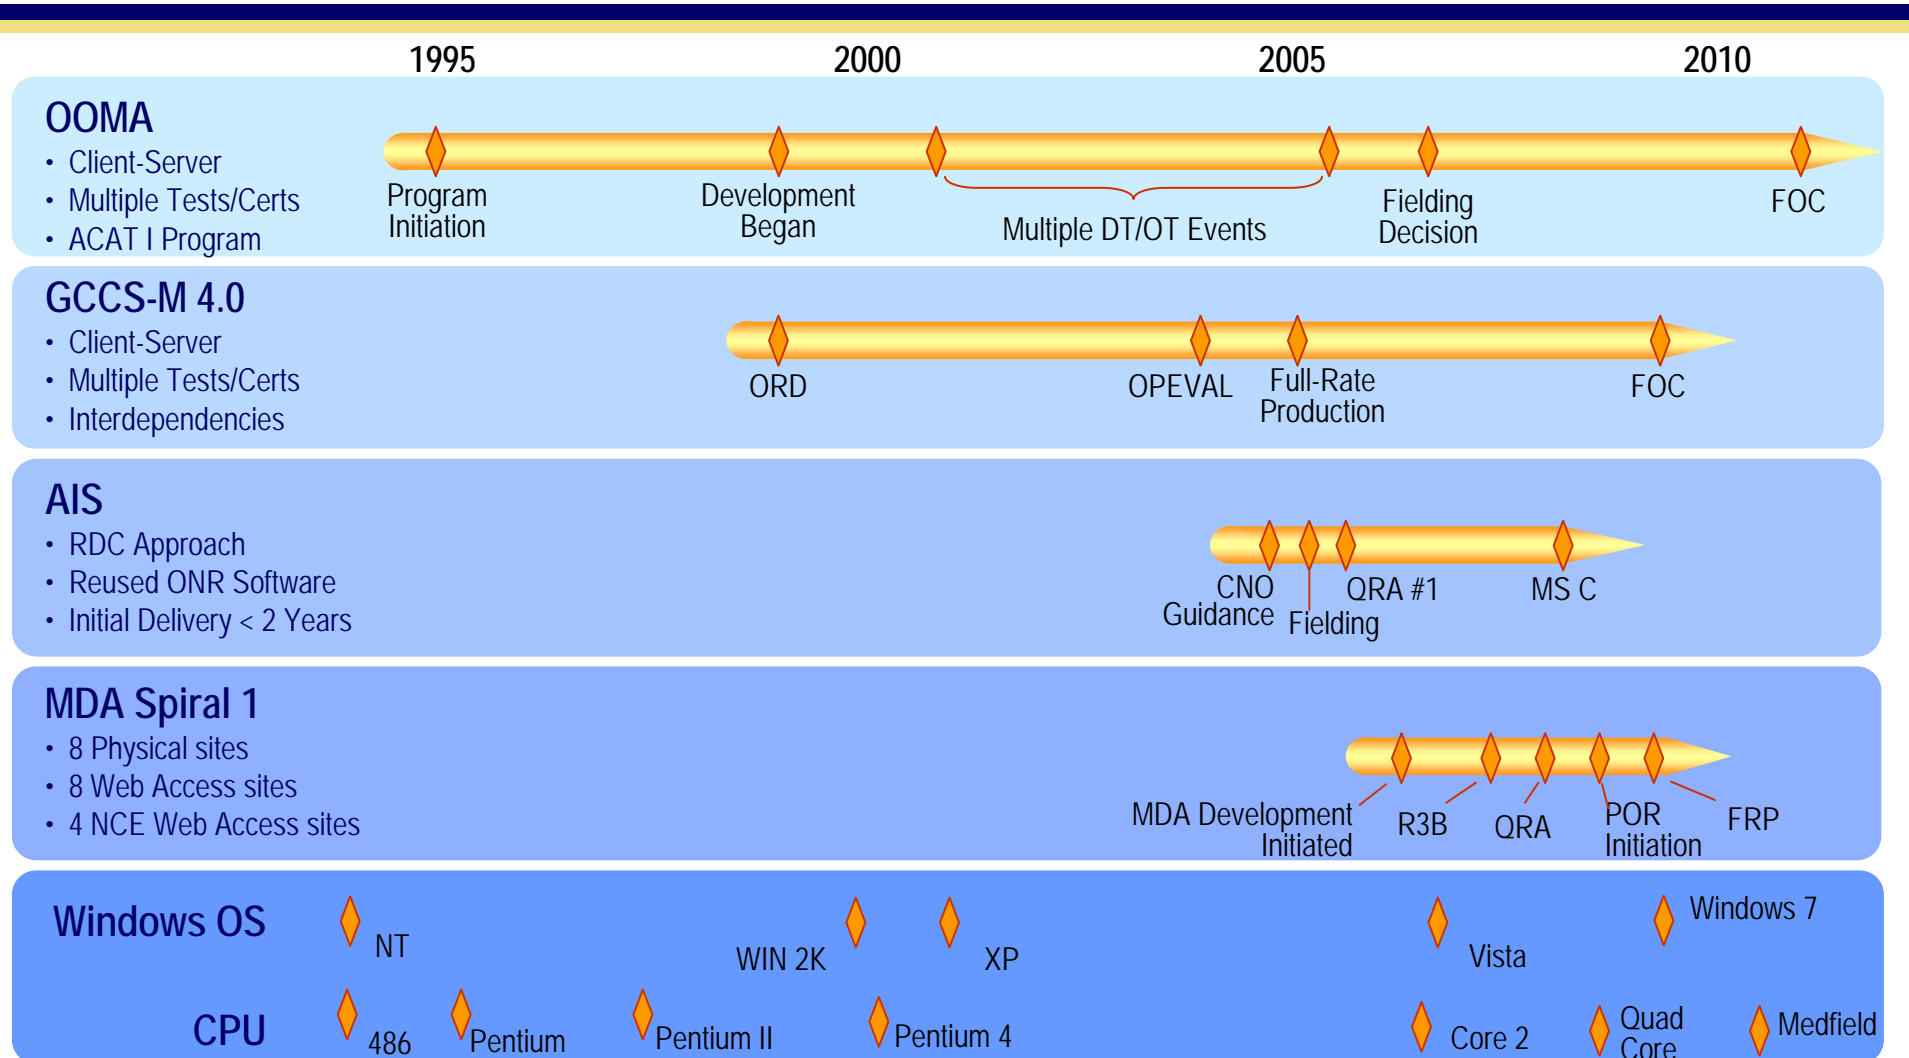 1995 2000 2005 2010
OOMA
• Client-Server
• Multiple Tests/Certs
• ACAT I Program
Program
Initiation
Development
Began
Multiple DT/OT Events
Fielding
Decision
FOC
GCCS-M 4.0
• Client-Server
• Multiple Tests/Certs
• Interdependencies
ORD
OPEVAL
Full-Rate
Production
FOC
AIS
• RDC Approach
• Reused ONR Software
• Initial Delivery < 2 Years
CNO
Guidance
Fielding
QRA #1
MS C
MDA Spiral 1
• 8 Physical sites
• 8 Web Access sites
• 4 NCE Web Access sites
MDA Development
Initiated
R3B
QRA
POR
Initiation
FRP
Windows OS
NT
WIN 2K
XP
Vista
Windows 7
CPU
486
Pentium
Pentium II
Pentium 4
Core 2
Quad
Core
Medfield